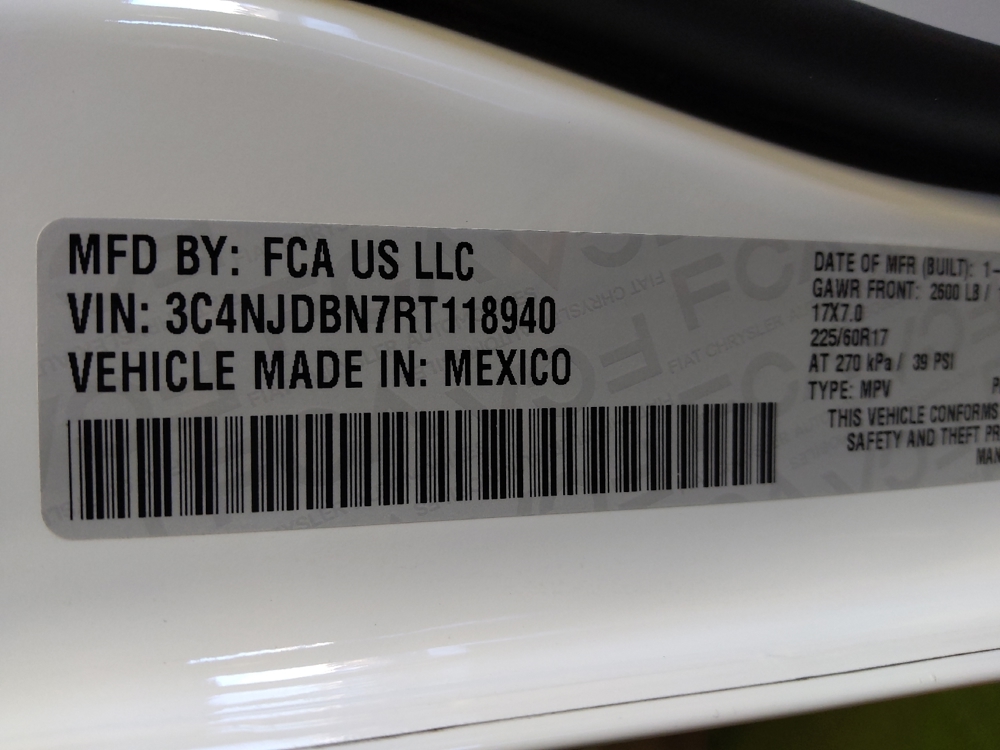 MFD BY: FCA US LLC
VIN: 3C4NJDBN7RT118940
VEHICLE MADE IN: MEXICO
DATE OF MFR (BUILT): 1-
GAWR FRONT: 2600 LB /
17X7.0
225/60R17
AT 270 kPa / 39 PSI
TYPE: MPV
THIS VEHICLE CONFORMS
SAFETY AND THEFT